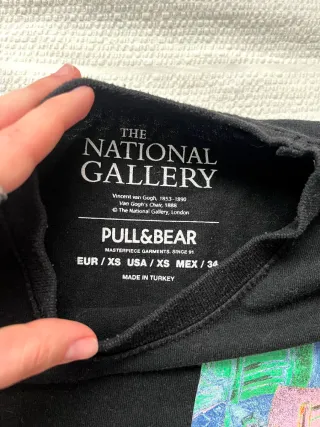 THE
NATIONAL
GALLERY
Vincent van Gogh, 1853–1890
Van Gogh's Chair, 1888
© The National Gallery, London
PULL&BEAR
MASTERPIECE GARMENTS. SINCE 91
EUR / XS USA / XS MEX / 34
MADE IN TURKEY